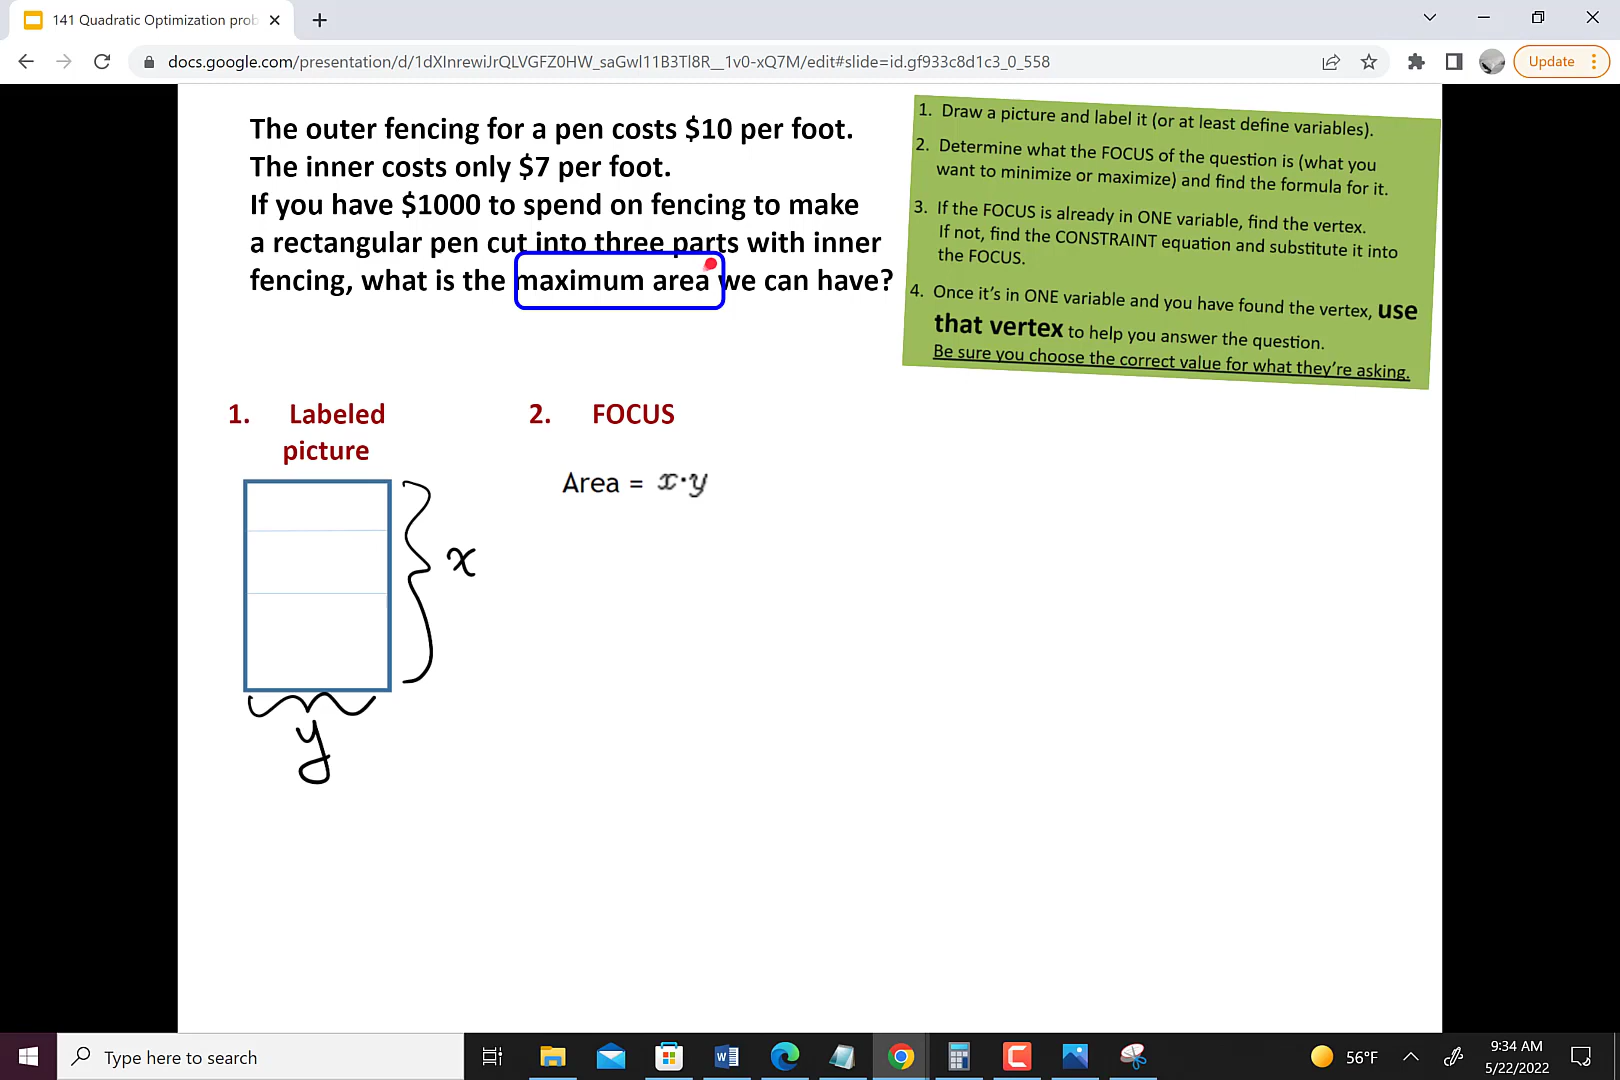 141 Quadratic Optimization prob
docs.google.com/presentation/d/1dXInrewiJrQLVGFZ0HW_saGwl11B3Tl8R__1v0-xQ7M/edit#slide=id.gf933c8d1c3_0_558
Update
The outer fencing for a pen costs $10 per foot.
The inner costs only $7 per foot.
If you have $1000 to spend on fencing to make
a rectangular pen cut into three parts with inner
fencing, what is the maximum area we can have?
1. Draw a picture and label it (or at least define variables).
2. Determine what the FOCUS of the question is (what you
want to minimize or maximize) and find the formula for it.
3. If the FOCUS is already in ONE variable, find the vertex.
If not, find the CONSTRAINT equation and substitute it into
the FOCUS.
4. Once it's in ONE variable and you have found the vertex, use
that vertex to help you answer the question.
Be sure you choose the correct value for what they're asking.
1. Labeled
picture
2. FOCUS
Area = x·y
x
y
Type here to search
56°F
9:34 AM
5/22/2022